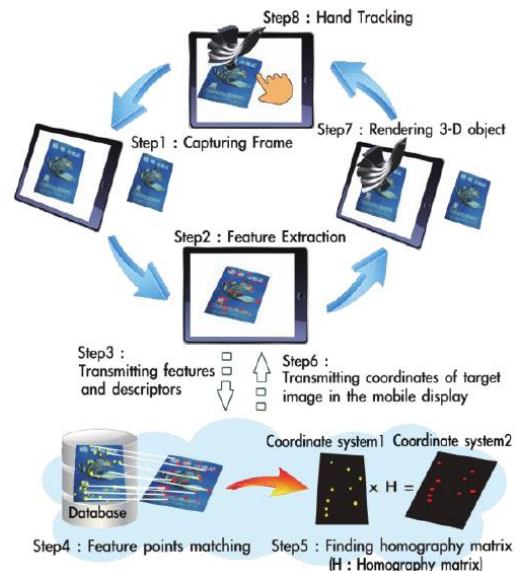 Step8 : Hand Tracking
Step1 : Capturing Frame
Step7 : Rendering 3-D object
Step2 : Feature Extraction
Step3 :
Transmitting features
and descriptors
Step6 :
Transmitting coordinates of target
image in the mobile display
Coordinate system1 Coordinate system2
x H =
Database
Step4 : Feature points matching
Step5 : Finding homography matrix
(H : Homography matrix)